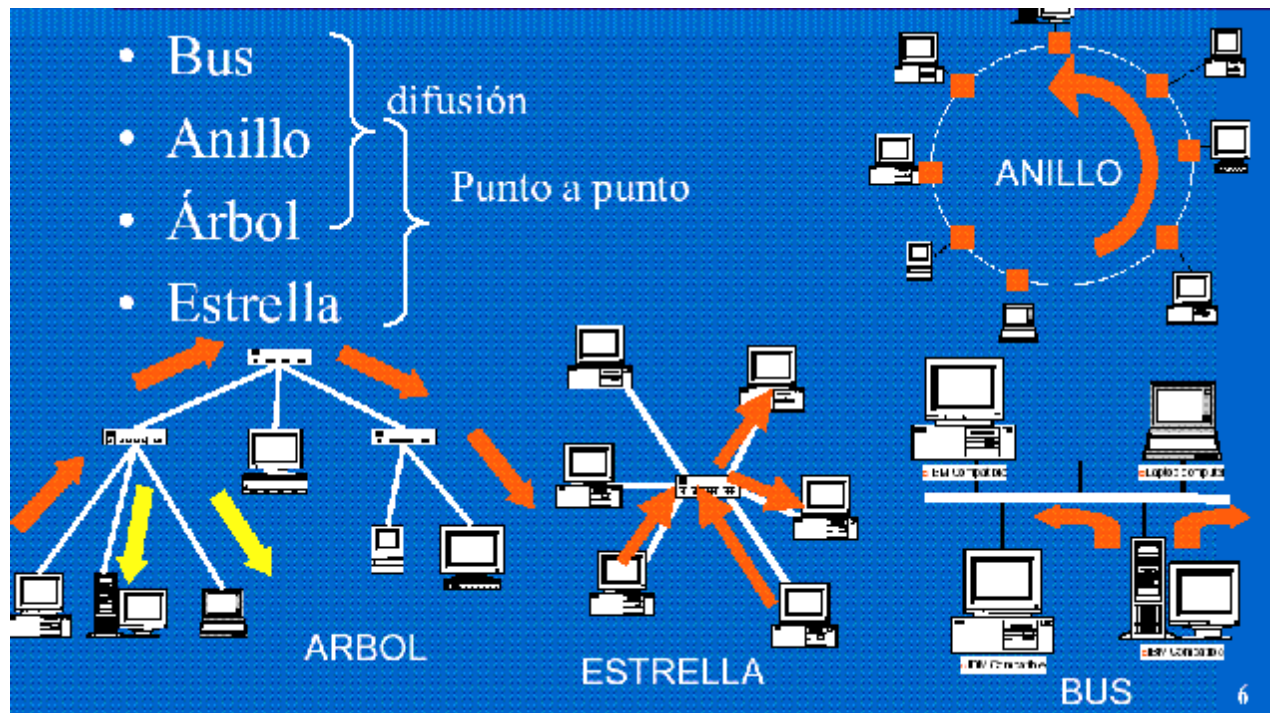 • Bus
difusión
• Anillo
Punto a punto
• Árbol
• Estrella
ANILLO
ARBOL
ESTRELLA
BUS
6